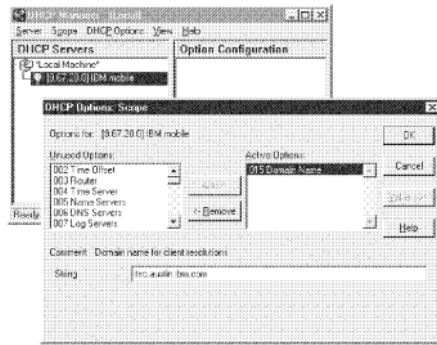 DHCP Manager - (Local)
Server Scope DHCP Options View Help
DHCP Servers
Option Configuration
*Local Machine*
[9.67.20.0] IBM mobile
DHCP Options: Scope
Options for: [9.67.20.0] IBM mobile
OK
Unused Options:
Active Options:
002 Time Offset
003 Router
004 Time Server
005 Name Servers
006 DNS Servers
007 Log Servers
015 Domain Name
Cancel
<- Remove
Help
Ready
Comment: Domain name for client resolutions
String
austin.ibm.com